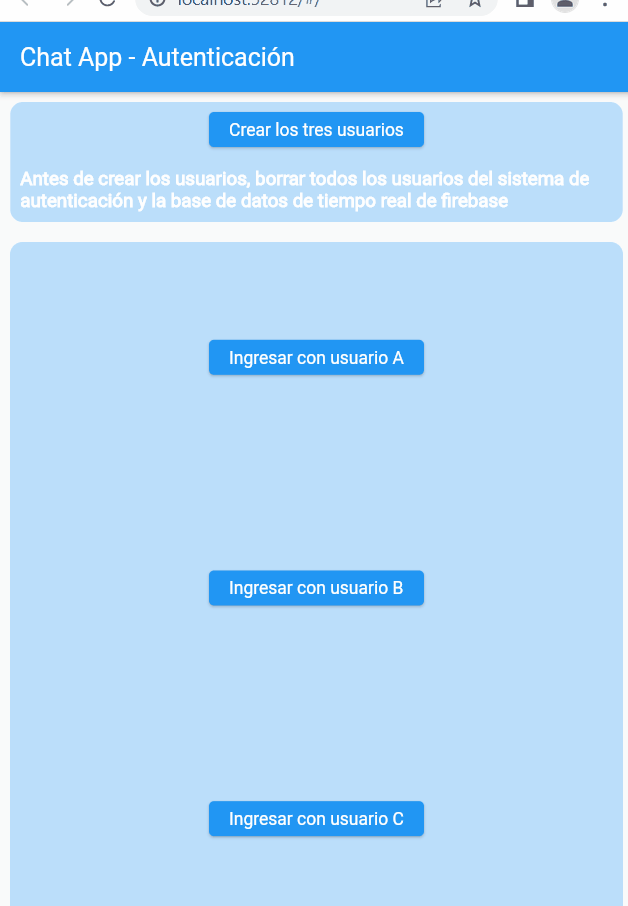 Chat App - Autenticación
Crear los tres usuarios
Antes de crear los usuarios, borrar todos los usuarios del sistema de
autenticación y la base de datos de tiempo real de firebase
Ingresar con usuario A
Ingresar con usuario B
Ingresar con usuario C